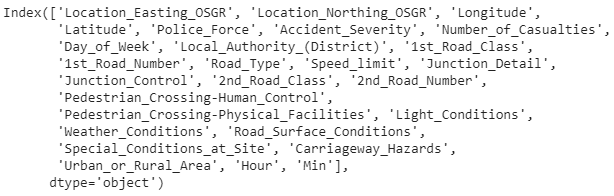 Index(['Location_Easting_OSGR', 'Location_Northing_OSGR', 'Longitude',
'Latitude', 'Police_Force', 'Accident_Severity', 'Number_of_Casualties',
'Day_of_Week', 'Local_Authority_(District)', '1st_Road_Class',
'1st_Road_Number', 'Road_Type', 'Speed_limit', 'Junction_Detail',
'Junction_Control', '2nd_Road_Class', '2nd_Road_Number',
'Pedestrian_Crossing-Human_Control',
'Pedestrian_Crossing-Physical_Facilities', 'Light_Conditions',
'Weather_Conditions', 'Road_Surface_Conditions',
'Special_Conditions_at_Site', 'Carriageway_Hazards',
'Urban_or_Rural_Area', 'Hour', 'Min'],
dtype='object')